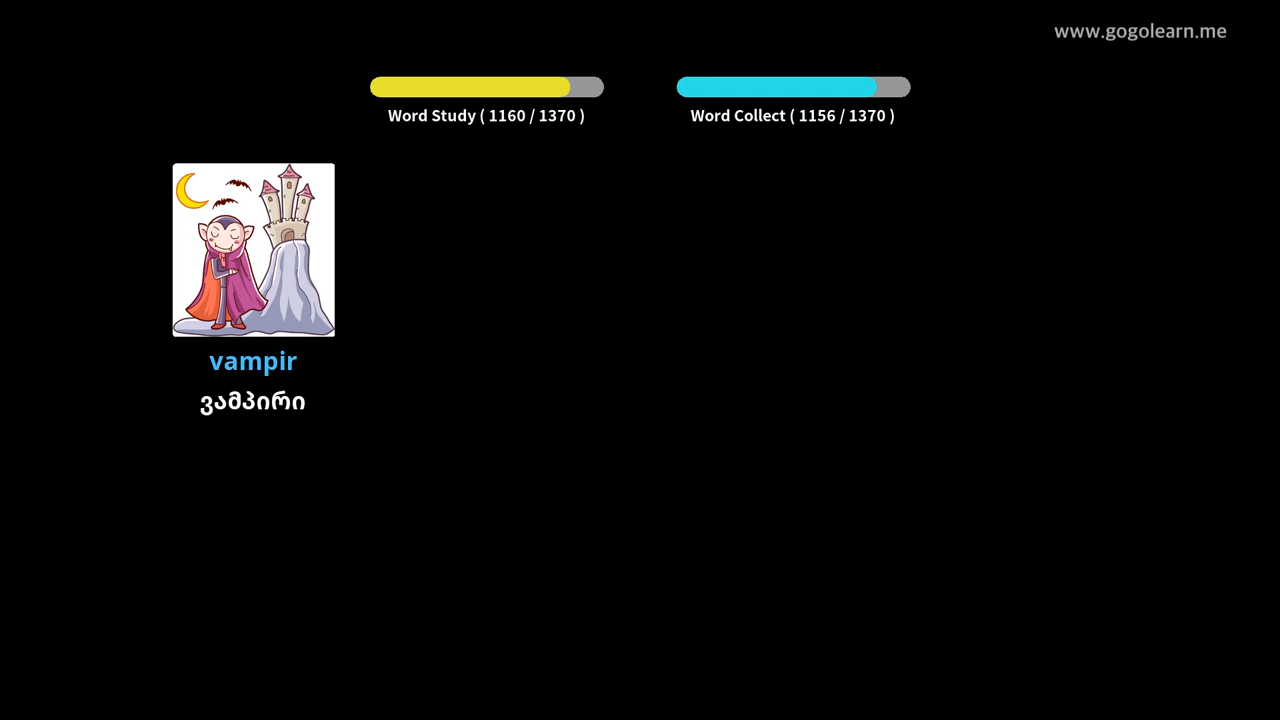 www.gogolearn.me
Word Study ( 1160 / 1370 )
Word Collect ( 1156 / 1370 )
vampir
ვამპირი